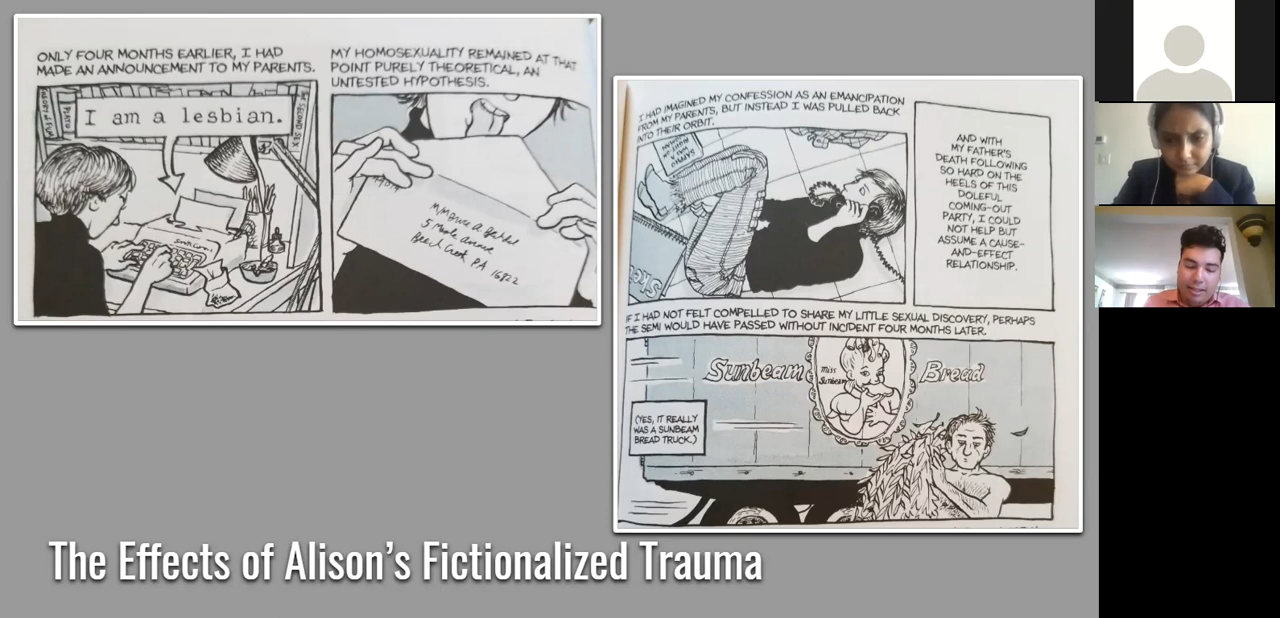 ONLY FOUR MONTHS EARLIER, I HAD
MADE AN ANNOUNCEMENT TO MY PARENTS.
I am a lesbian.
MY HOMOSEXUALITY REMAINED AT THAT
POINT PURELY THEORETICAL, AN
UNTESTED HYPOTHESIS.
5 Maple Avenue
Beech Creek, PA 16822
I HAD IMAGINED MY CONFESSION AS AN EMANCIPATION
FROM MY PARENTS, BUT INSTEAD I WAS PULLED BACK
INTO THEIR ORBIT.
AND WITH
MY FATHER'S
DEATH FOLLOWING
SO HARD ON THE
HEELS OF THIS
DOLEFUL
COMING-OUT
PARTY, I COULD
NOT HELP BUT
ASSUME A CAUSE-
AND-EFFECT
RELATIONSHIP.
IF I HAD NOT FELT COMPELLED TO SHARE MY LITTLE SEXUAL DISCOVERY, PERHAPS
THE SEMI WOULD HAVE PASSED WITHOUT INCIDENT FOUR MONTHS LATER.
Sunbeam Bread
Miss
Sunbeam
(YES, IT REALLY
WAS A SUNBEAM
BREAD TRUCK.)
The Effects of Alison's Fictionalized Trauma